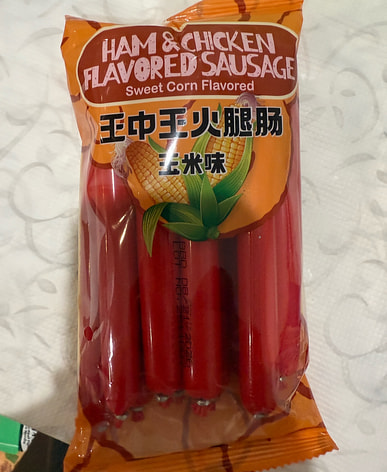 HAM & CHICKEN
FLAVORED SAUSAGE
Sweet Corn Flavored
王中王火腿肠
玉米味